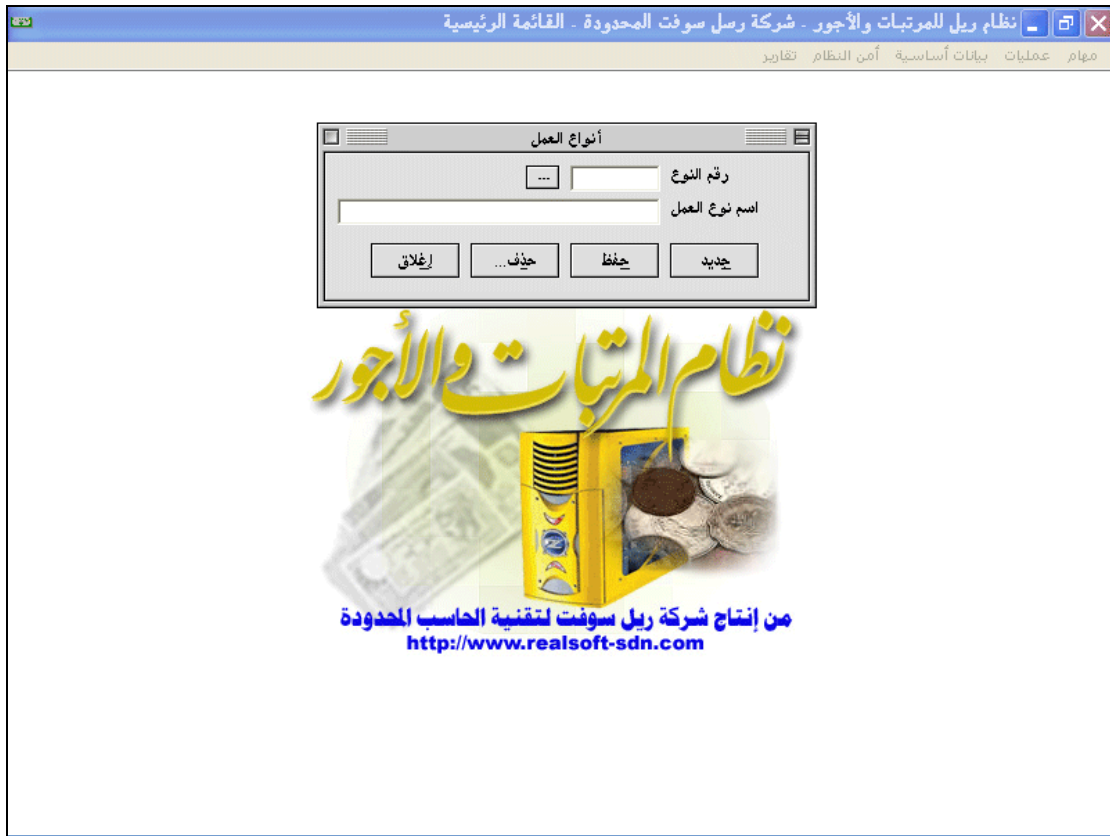 نظام ريل للمرتبات والأجور - شركة رسل سوفت المحدودة - القائمة الرئيسية
مهام عمليات بيانات أساسية أمن النظام تقارير
أنواع العمل
رقم النوع ...
اسم نوع العمل
جديد حفظ حذف... إغلاق
نظام المرتبات والأجور
من إنتاج شركة ريل سوفت لتقنية الحاسب المحدودة
http://www.realsoft-sdn.com